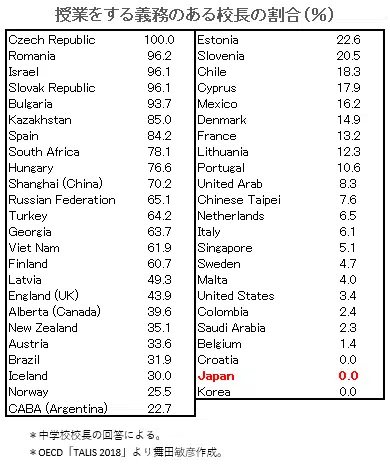 授業をする義務のある校長の割合(%)
Czech Republic 100.0
Romania 96.2
Israel 96.1
Slovak Republic 96.1
Bulgaria 93.7
Kazakhstan 85.0
Spain 84.2
South Africa 78.1
Hungary 76.6
Shanghai (China) 70.2
Russian Federation 65.1
Turkey 64.2
Georgia 63.7
Viet Nam 61.9
Finland 60.7
Latvia 49.3
England (UK) 43.9
Alberta (Canada) 39.6
New Zealand 35.1
Austria 33.6
Brazil 31.9
Iceland 30.0
Norway 25.5
CABA (Argentina) 22.7
Estonia 22.6
Slovenia 20.5
Chile 18.3
Cyprus 17.9
Mexico 16.2
Denmark 14.9
France 13.2
Lithuania 12.3
Portugal 10.6
United Arab 8.3
Chinese Taipei 7.6
Netherlands 6.5
Italy 6.1
Singapore 5.1
Sweden 4.7
Malta 4.0
United States 3.4
Colombia 2.4
Saudi Arabia 2.3
Belgium 1.4
Croatia 0.0
Japan 0.0
Korea 0.0
*中学校校長の回答による。
*OECD「TALIS 2018」より舞田敏彦作成。